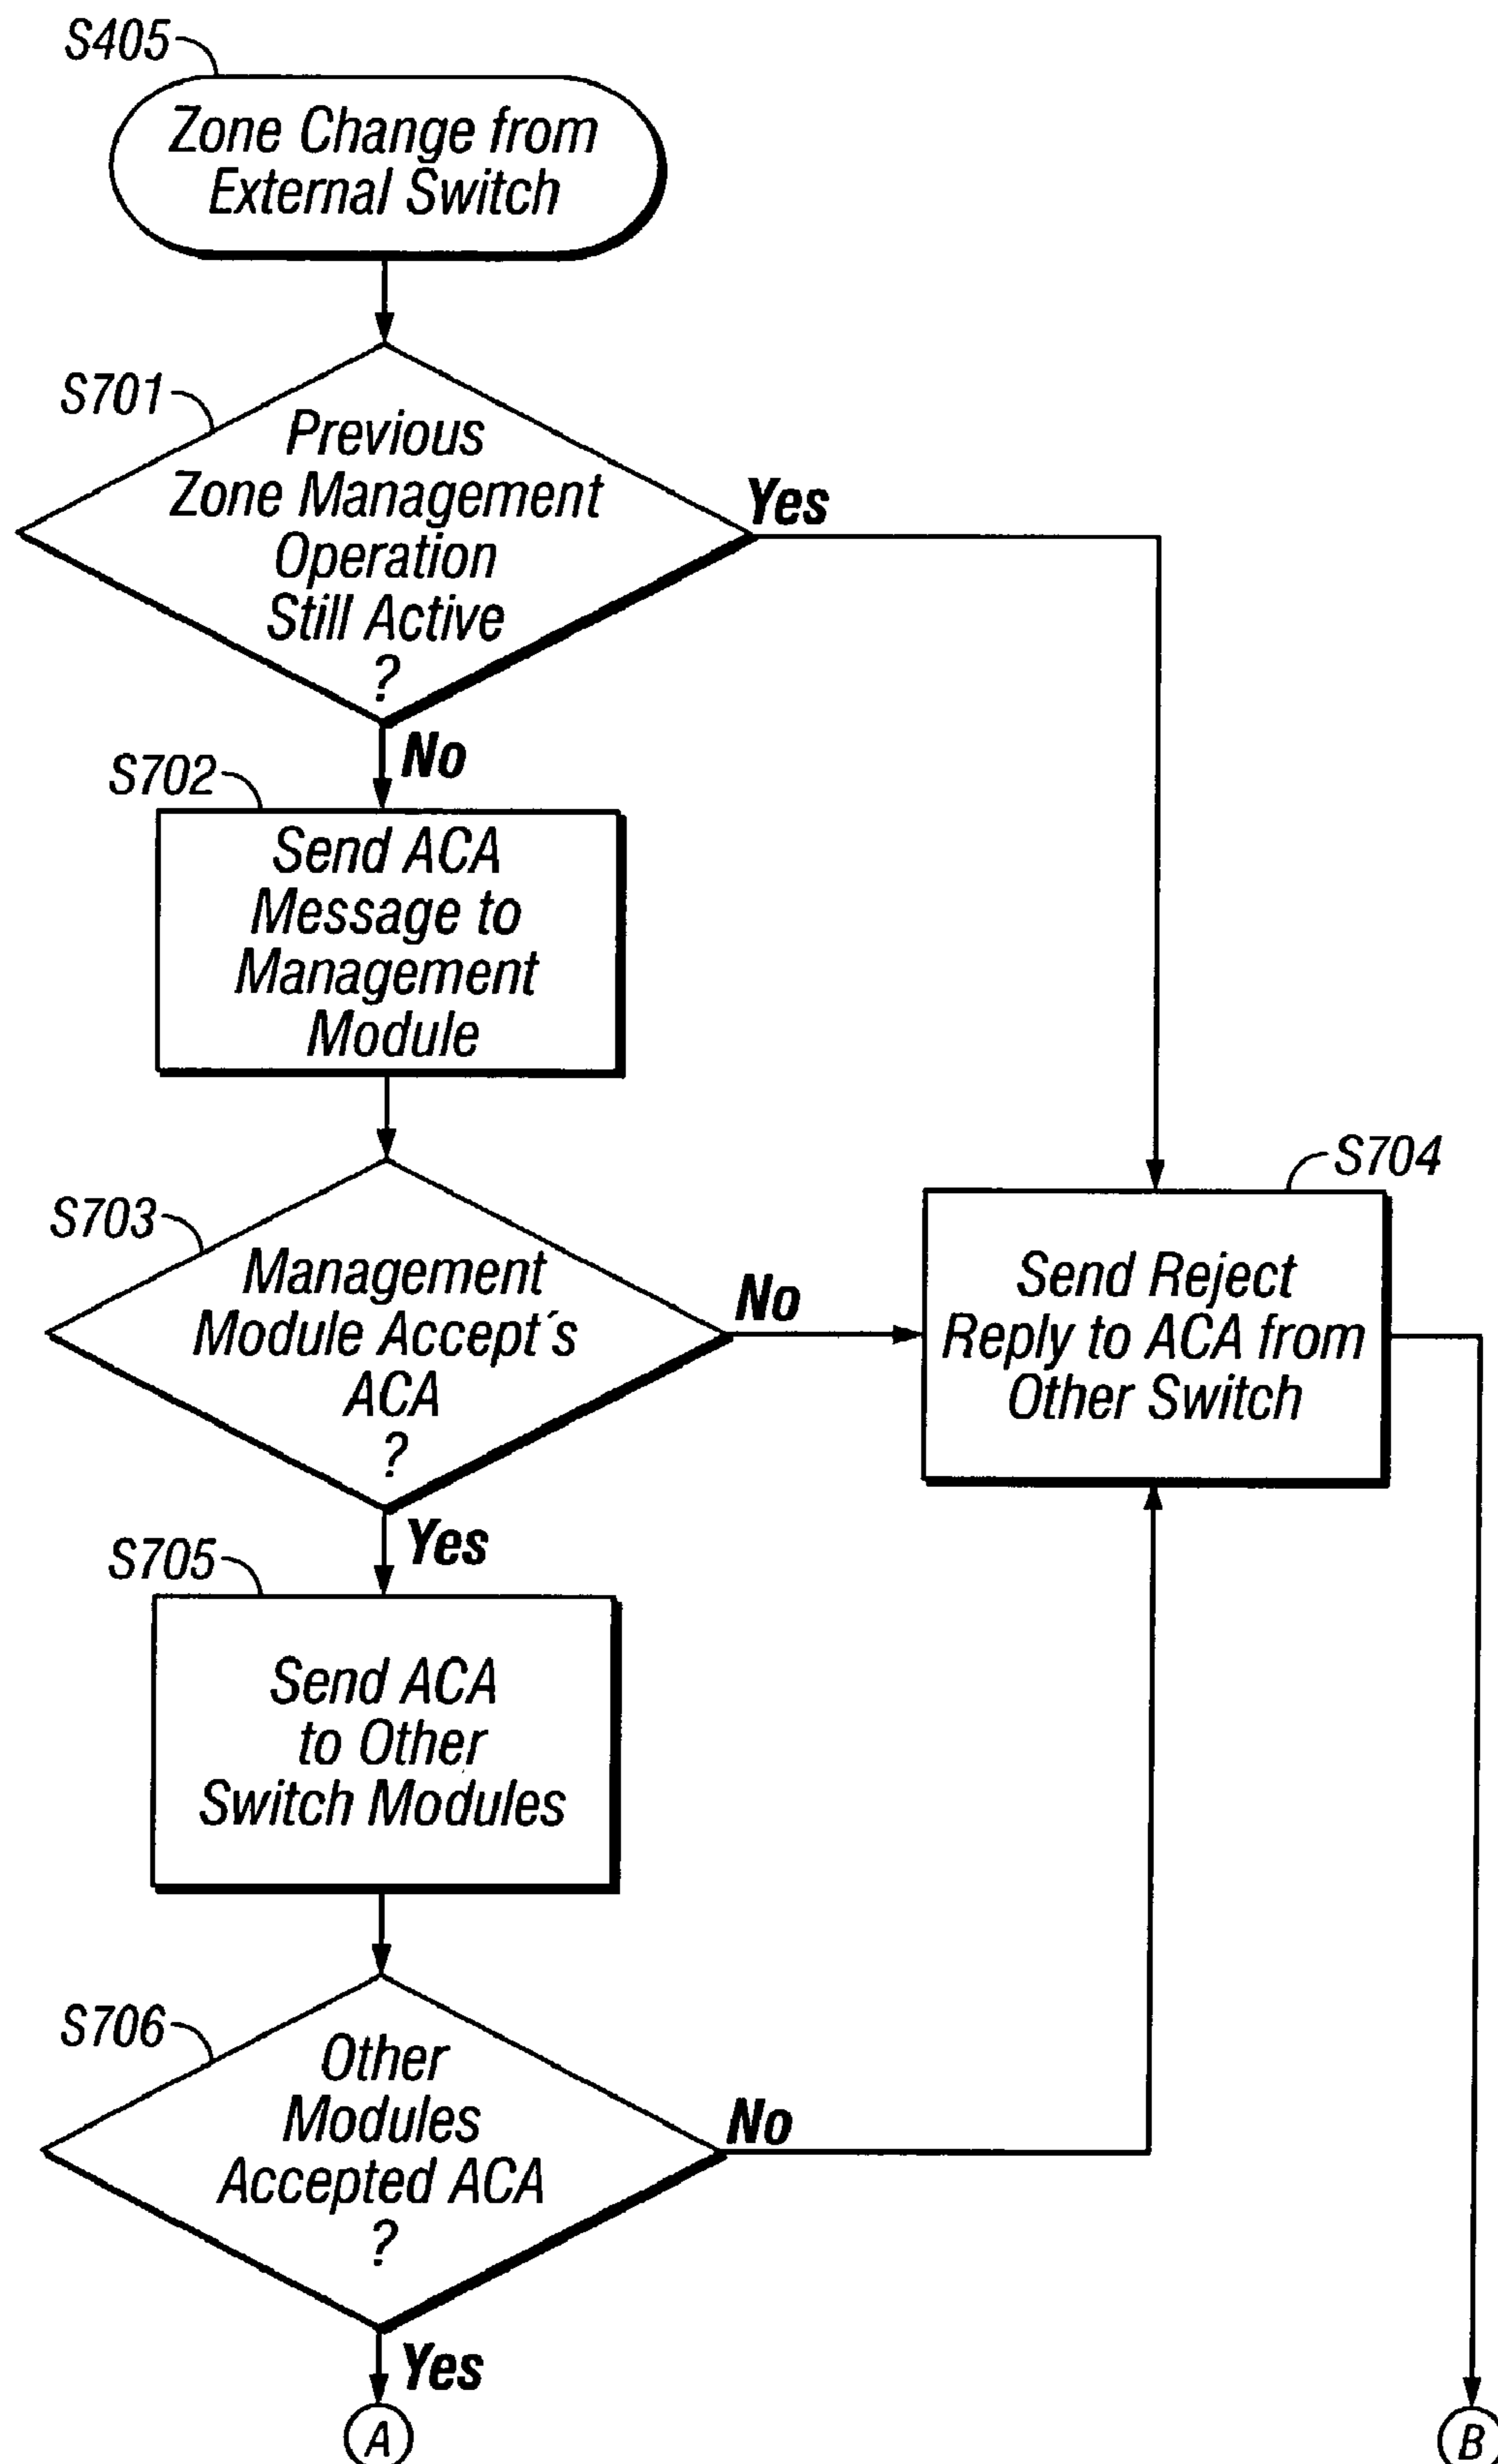 S405
Zone Change from
External Switch
S701
Previous
Zone Management
Operation
Still Active
?
Yes
No
S702
Send ACA
Message to
Management
Module
S703
Management
Module Accept´s
ACA
?
No
S704
Send Reject
Reply to ACA from
Other Switch
Yes
S705
Send ACA
to Other
Switch Modules
S706
Other
Modules
Accepted ACA
?
No
Yes
A
B